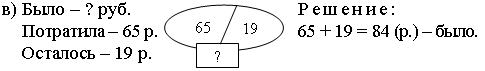 в) Было – ? руб.
Потратила – 65 р.
Осталось – 19 р.
65 19
?
Решение:
65 + 19 = 84 (р.) – было.